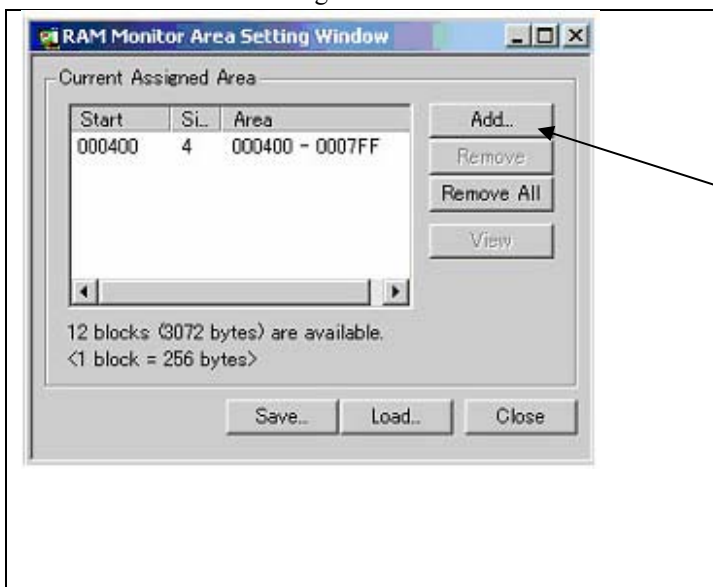 RAM Monitor Area Setting Window
Current Assigned Area
Start Si... Area
000400 4 000400 - 0007FF
Add...
Remove
Remove All
View
12 blocks (3072 bytes) are available.
<1 block = 256 bytes>
Save... Load... Close